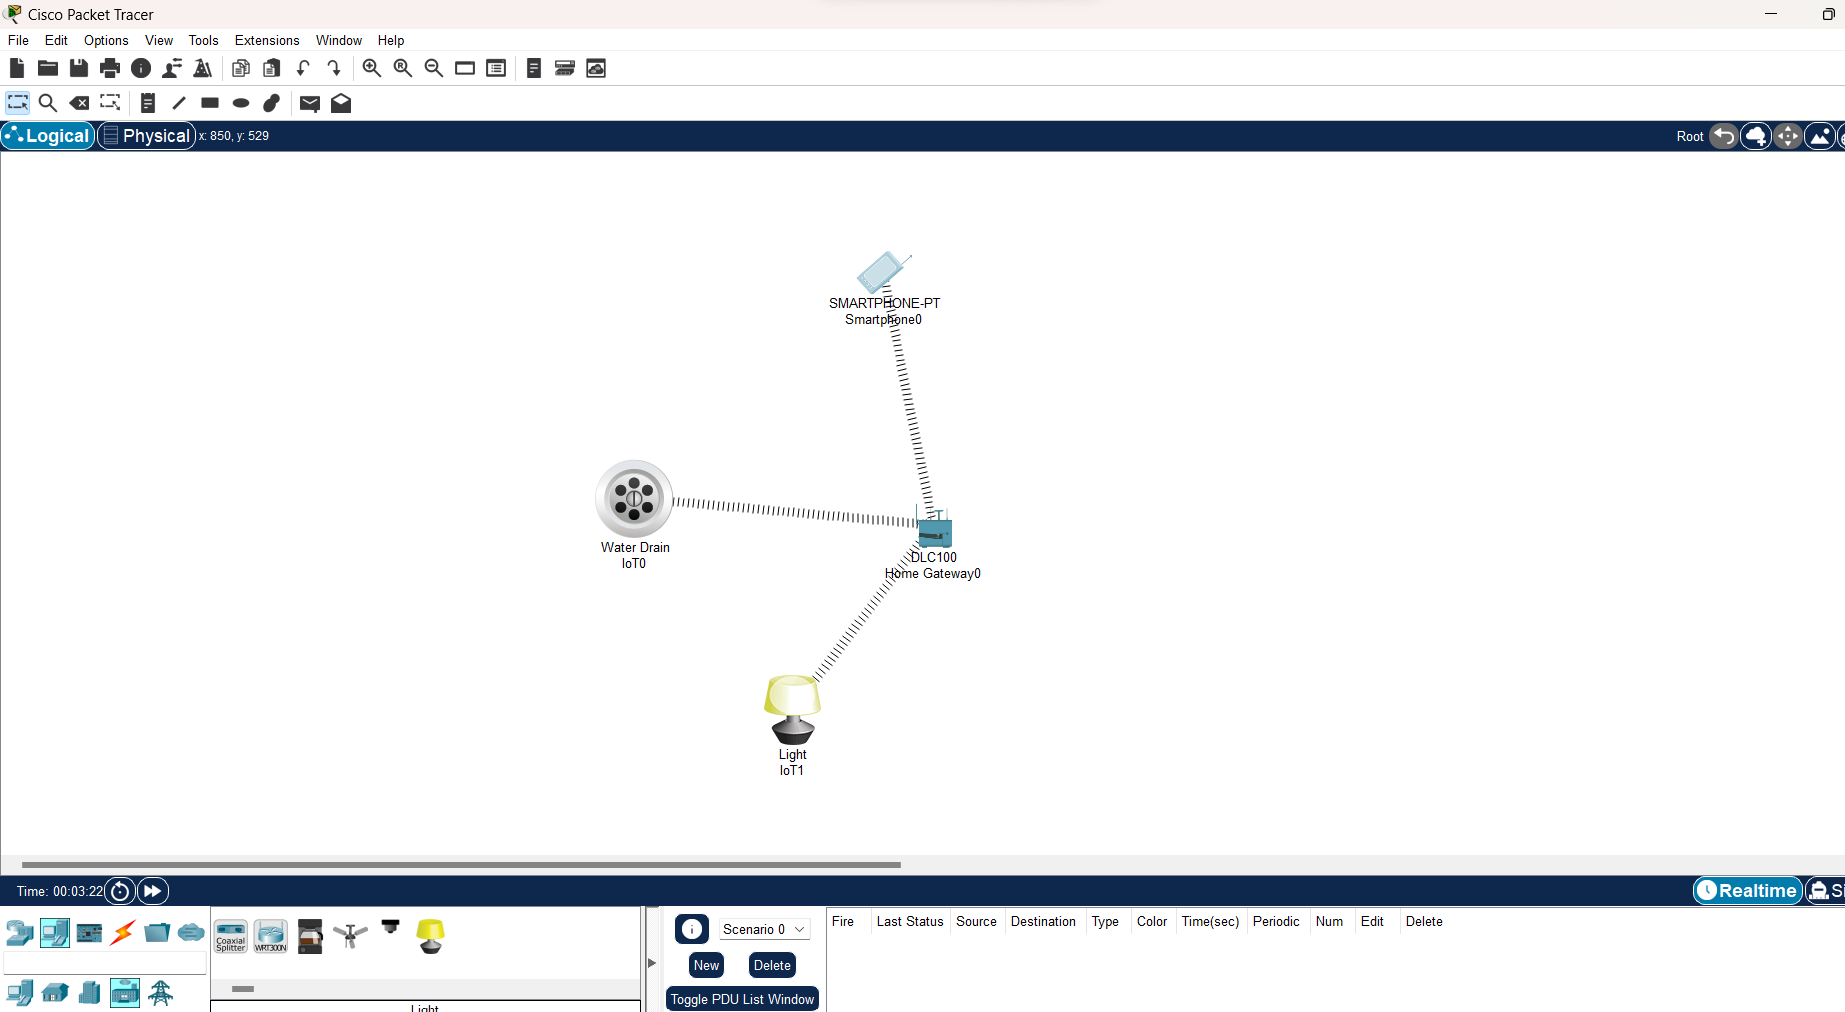 Cisco Packet Tracer
File Edit Options View Tools Extensions Window Help
Logical Physical x: 850, y: 529 Root
SMARTPHONE-PT
Smartphone0
Water Drain
IoT0
DLC100
Home Gateway0
Light
IoT1
Time: 00:03:22 Realtime
Coaxial
Splitter
WRT300N
Light
Scenario 0
New Delete
Toggle PDU List Window
Fire Last Status Source Destination Type Color Time(sec) Periodic Num Edit Delete